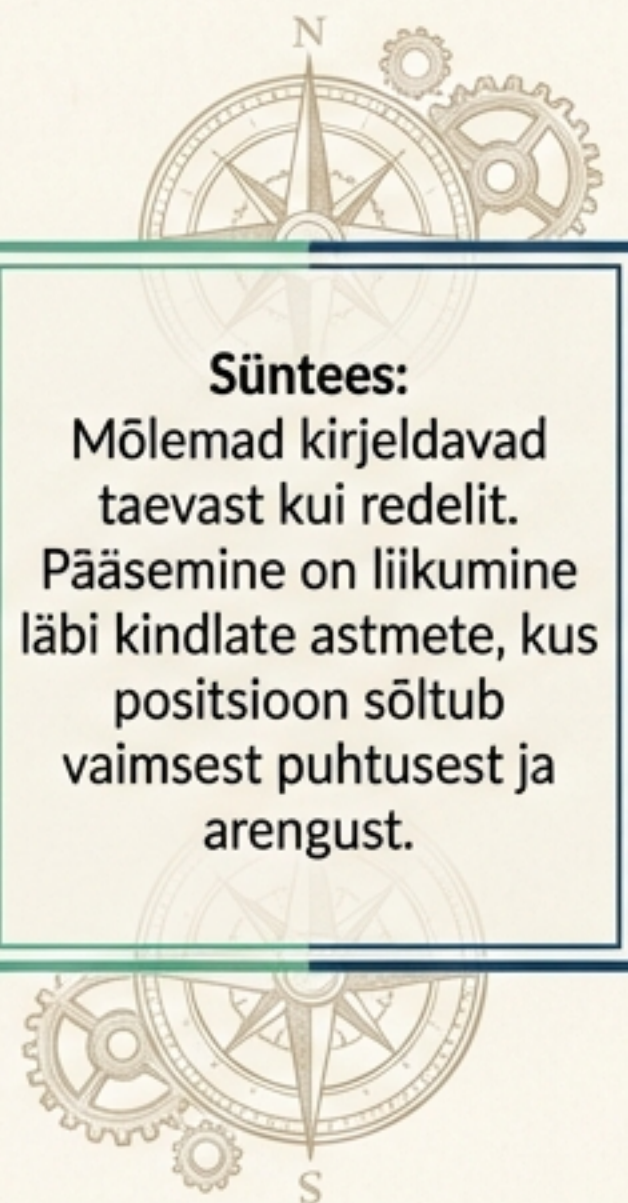 N
Süntees:
Mõlemad kirjeldavad
taevast kui redelit.
Pääsemine on liikumine
läbi kindlate astmete, kus
positsioon sõltub
vaimsest puhtusest ja
arengust.
S